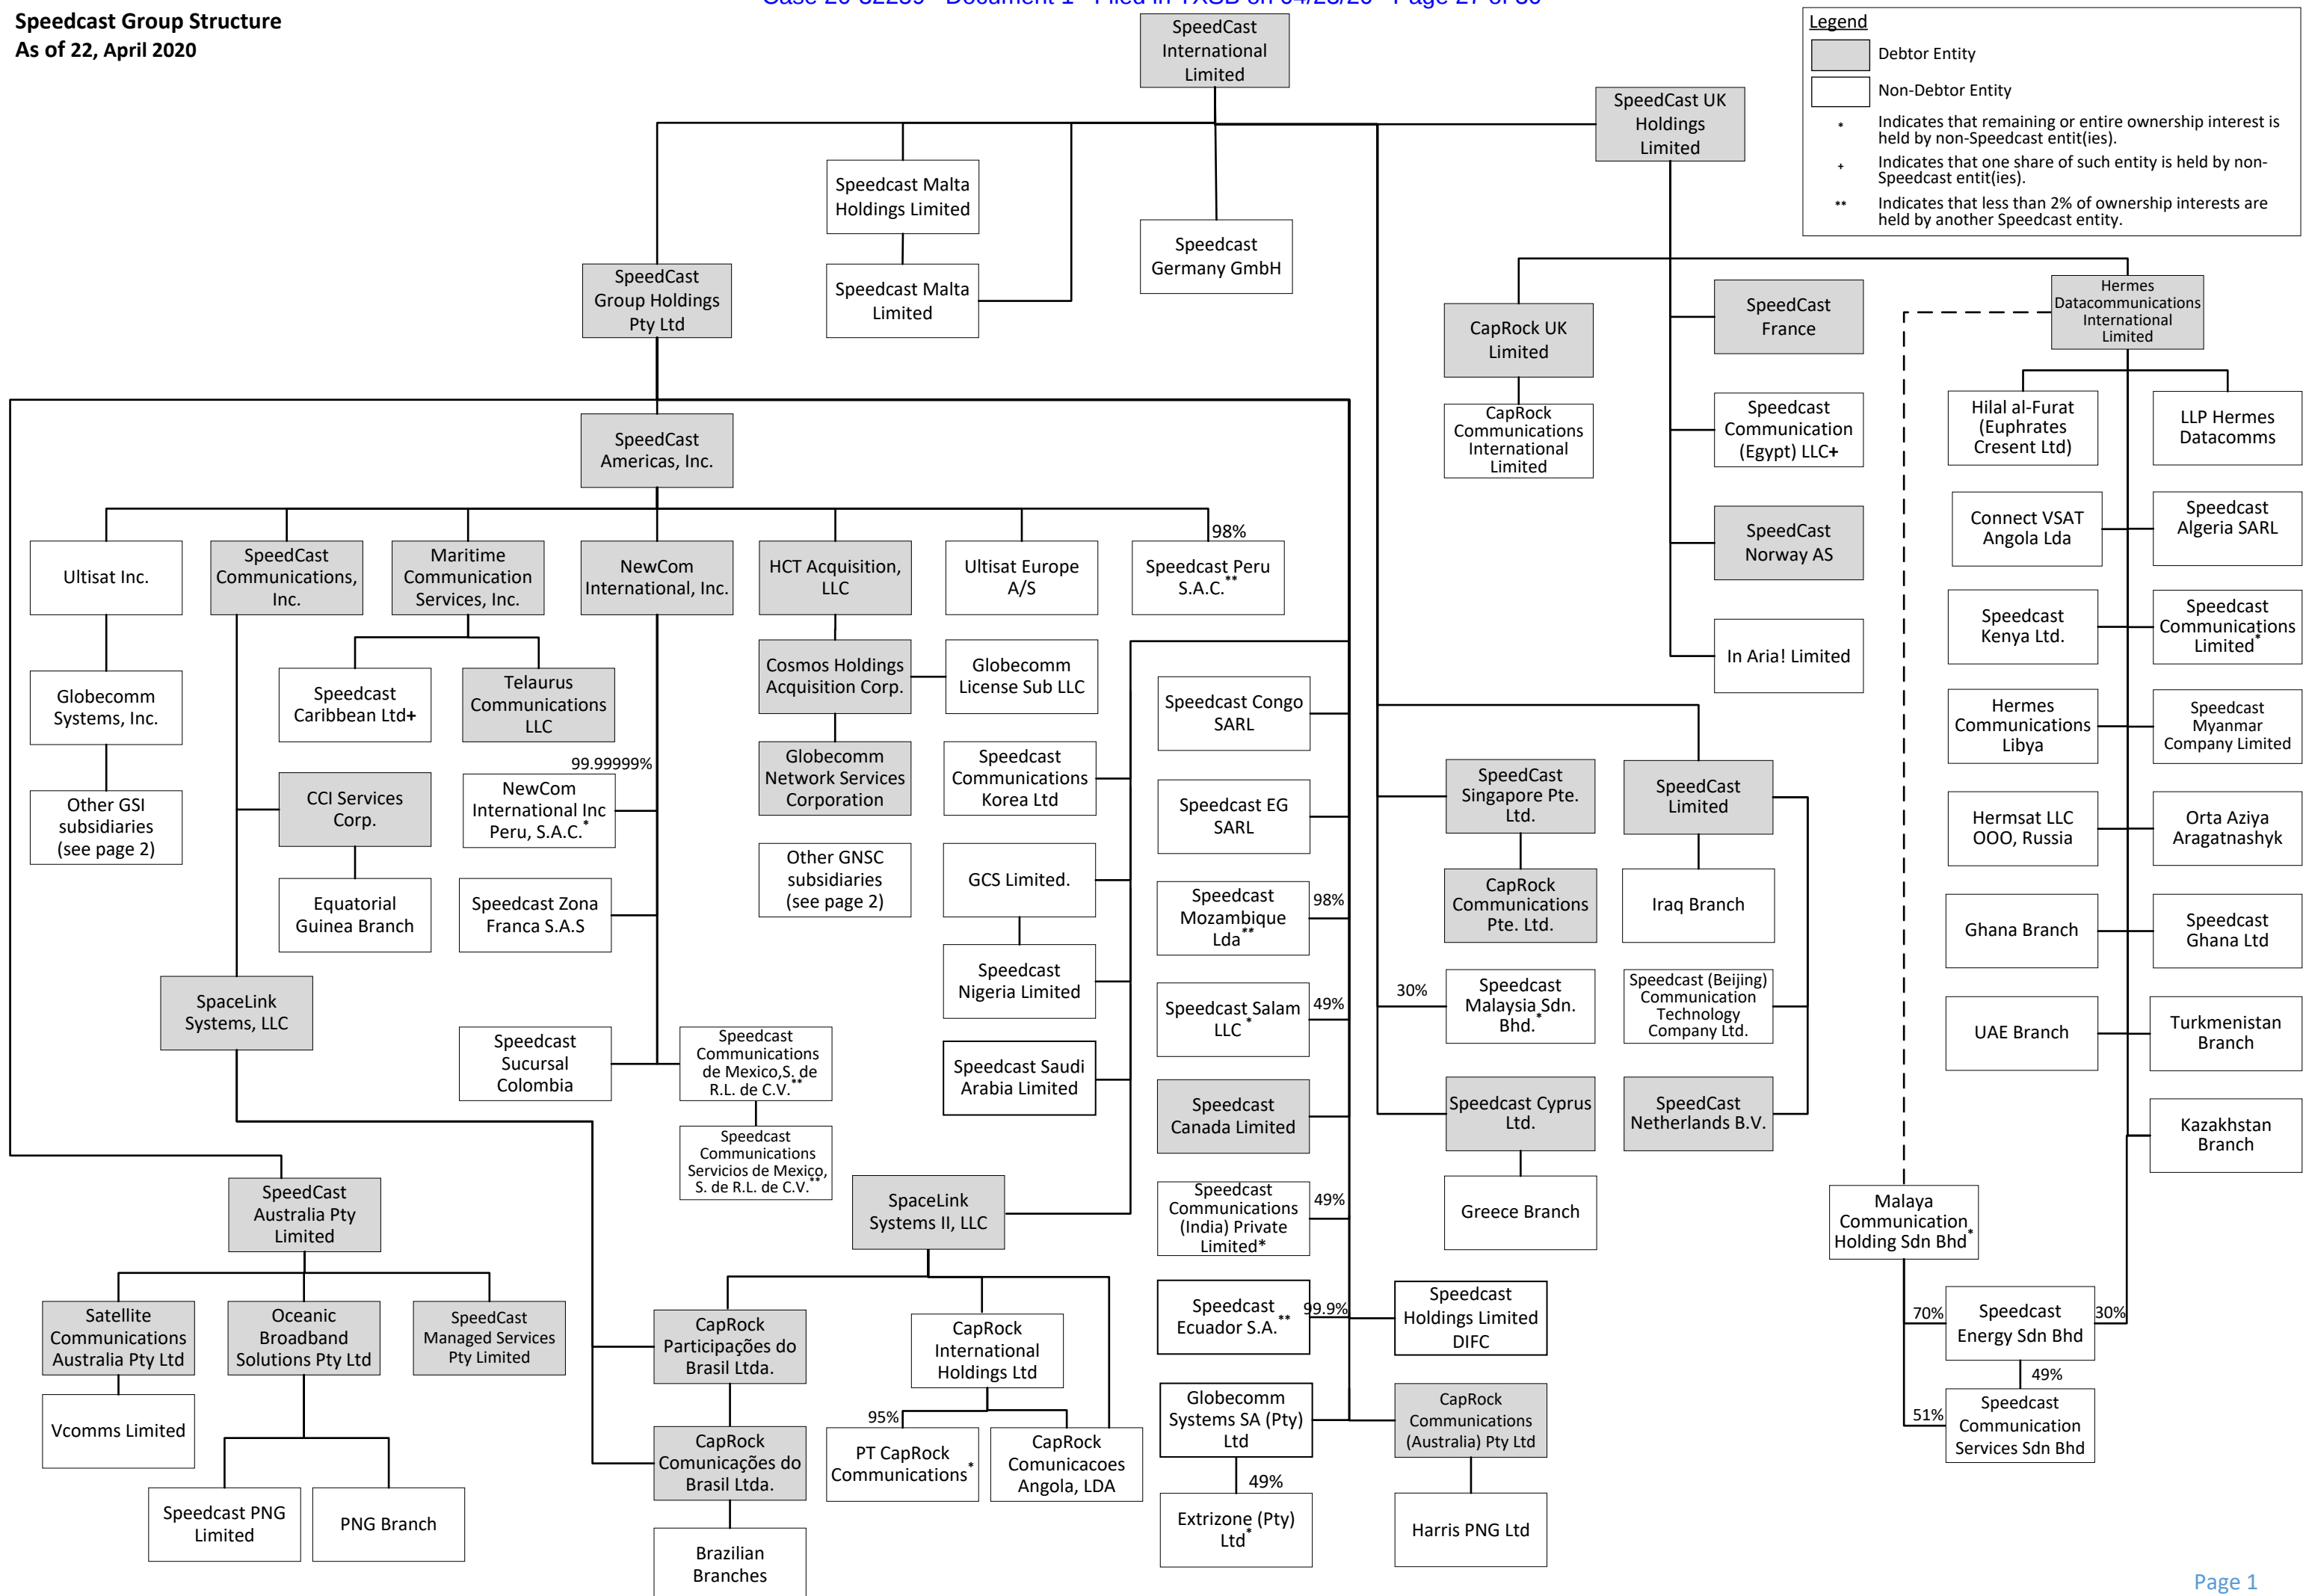 Case 20-32239 Document 1 Filed in TXSB on 04/23/20 Page 27 of 30
Speedcast Group Structure
As of 22, April 2020
SpeedCast
International
Limited
Legend
Debtor Entity
Non-Debtor Entity
* Indicates that remaining or entire ownership interest is
held by non-Speedcast entit(ies).
+ Indicates that one share of such entity is held by non-
Speedcast entit(ies).
** Indicates that less than 2% of ownership interests are
held by another Speedcast entity.
SpeedCast UK
Holdings
Limited
Speedcast Malta
Holdings Limited
Speedcast
Germany GmbH
SpeedCast
Group Holdings
Pty Ltd
Speedcast Malta
Limited
CapRock UK
Limited
SpeedCast
France
Hermes
Datacommunications
International
Limited
CapRock
Communications
International
Limited
Speedcast
Communication
(Egypt) LLC+
Hilal al-Furat
(Euphrates
Cresent Ltd)
LLP Hermes
Datacomms
SpeedCast
Americas, Inc.
SpeedCast
Norway AS
Connect VSAT
Angola Lda
Speedcast
Algeria SARL
98%
Ultisat Inc.
SpeedCast
Communications,
Inc.
Maritime
Communication
Services, Inc.
NewCom
International, Inc.
HCT Acquisition,
LLC
Ultisat Europe
A/S
Speedcast Peru
S.A.C.**
In Aria! Limited
Speedcast
Kenya Ltd.
Speedcast
Communications
Limited*
Globecomm
Systems, Inc.
Speedcast
Caribbean Ltd+
Telaurus
Communications
LLC
Cosmos Holdings
Acquisition Corp.
Globecomm
License Sub LLC
Speedcast Congo
SARL
Hermes
Communications
Libya
Speedcast
Myanmar
Company Limited
99.99999%
Other GSI
subsidiaries
(see page 2)
CCI Services
Corp.
NewCom
International Inc
Peru, S.A.C.*
Globecomm
Network Services
Corporation
Speedcast
Communications
Korea Ltd
Speedcast EG
SARL
SpeedCast
Singapore Pte.
Ltd.
SpeedCast
Limited
Hermsat LLC
OOO, Russia
Orta Aziya
Aragatnashyk
Equatorial
Guinea Branch
Speedcast Zona
Franca S.A.S
Other GNSC
subsidiaries
(see page 2)
GCS Limited.
Speedcast
Mozambique
Lda**
98%
CapRock
Communications
Pte. Ltd.
Iraq Branch
Ghana Branch
Speedcast
Ghana Ltd
SpaceLink
Systems, LLC
Speedcast
Nigeria Limited
Speedcast Salam
LLC*
49%
30%
Speedcast
Malaysia Sdn.
Bhd.*
Speedcast (Beijing)
Communication
Technology
Company Ltd.
UAE Branch
Turkmenistan
Branch
Speedcast
Sucursal
Colombia
Speedcast
Communications
de Mexico,S. de
R.L. de C.V.**
Speedcast Saudi
Arabia Limited
Speedcast
Canada Limited
Speedcast Cyprus
Ltd.
SpeedCast
Netherlands B.V.
Kazakhstan
Branch
Speedcast
Communications
Servicios de Mexico,
S. de R.L. de C.V.**
SpeedCast
Australia Pty
Limited
SpaceLink
Systems II, LLC
Speedcast
Communications
(India) Private
Limited*
49%
Greece Branch
Malaya
Communication
Holding Sdn Bhd*
Satellite
Communications
Australia Pty Ltd
Oceanic
Broadband
Solutions Pty Ltd
SpeedCast
Managed Services
Pty Limited
CapRock
Participações do
Brasil Ltda.
CapRock
International
Holdings Ltd
Speedcast
Ecuador S.A.**
99.9%
Speedcast
Holdings Limited
DIFC
70%
Speedcast
Energy Sdn Bhd
30%
49%
Vcomms Limited
CapRock
Comunicações do
Brasil Ltda.
95%
PT CapRock
Communications*
CapRock
Comunicacoes
Angola, LDA
Globecomm
Systems SA (Pty)
Ltd
CapRock
Communications
(Australia) Pty Ltd
51%
Speedcast
Communication
Services Sdn Bhd
49%
Speedcast PNG
Limited
PNG Branch
Brazilian
Branches
Extrizone (Pty)
Ltd*
Harris PNG Ltd
Page 1